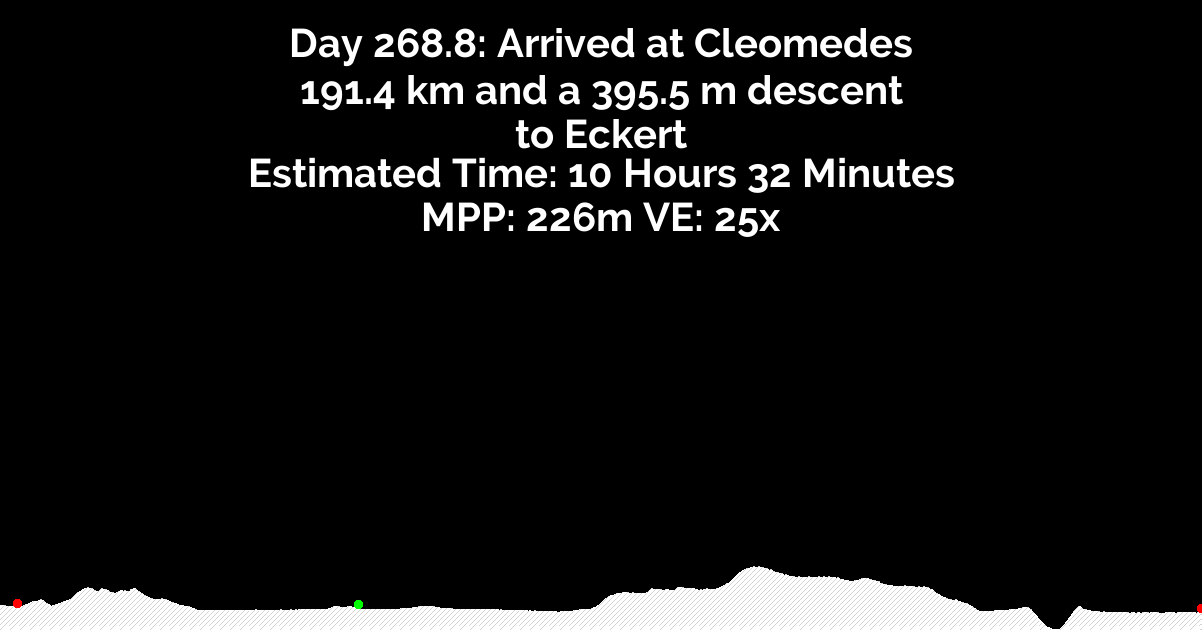 Day 268.8: Arrived at Cleomedes
191.4 km and a 395.5 m descent
to Eckert
Estimated Time: 10 Hours 32 Minutes
MPP: 226m VE: 25x